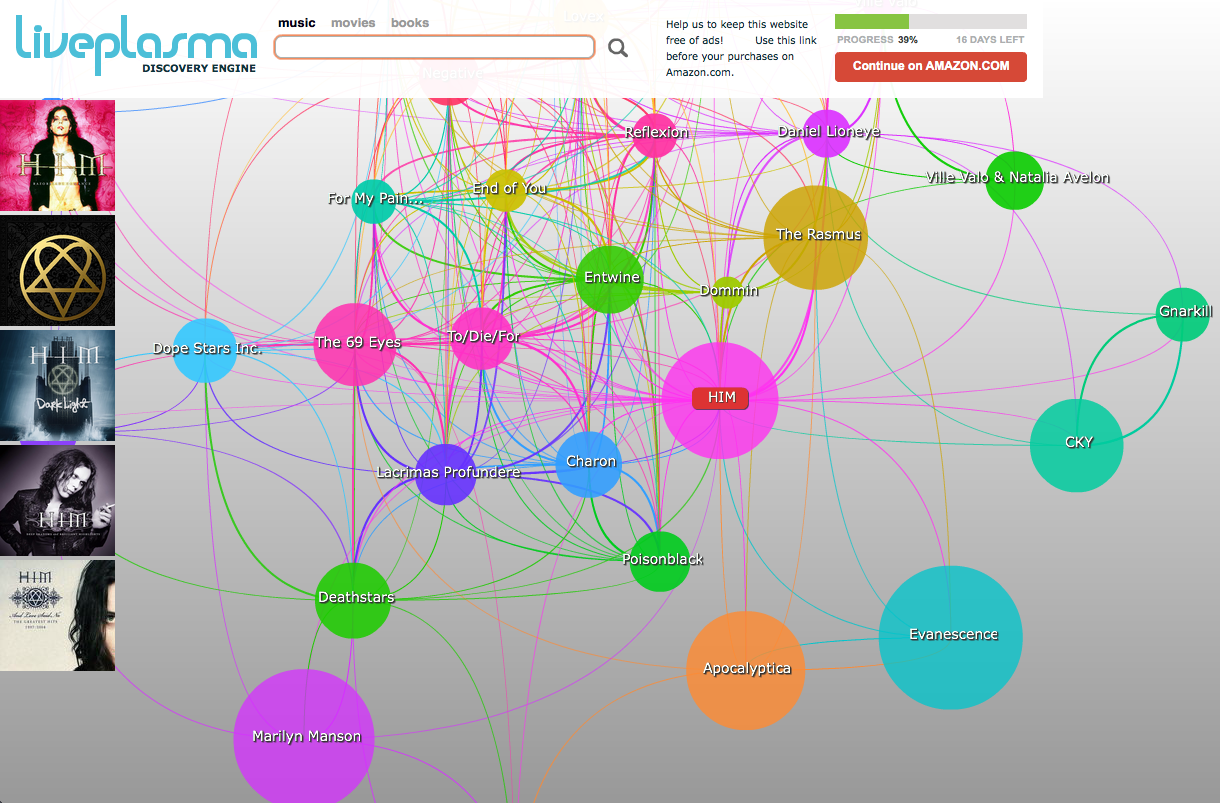 liveplasma
DISCOVERY ENGINE
music movies books
Help us to keep this website
free of ads! Use this link
before your purchases on
Amazon.com.
PROGRESS 39% 16 DAYS LEFT
Continue on AMAZON.COM
Ville Valo
Lovex
Negative
Reflexion
Daniel Lioneye
Ville Valo & Natalia Avelon
End of You
For My Pain...
The Rasmus
Entwine
Dommin
Gnarkill
The 69 Eyes
To/Die/For
Dope Stars Inc.
HIM
CKY
Charon
Lacrimas Profundere
Poisonblack
Deathstars
Evanescence
Apocalyptica
Marilyn Manson
HIM
HIM
Dark Light
HIM
HIM
And Love Said No
THE GREATEST HITS
1997-2004